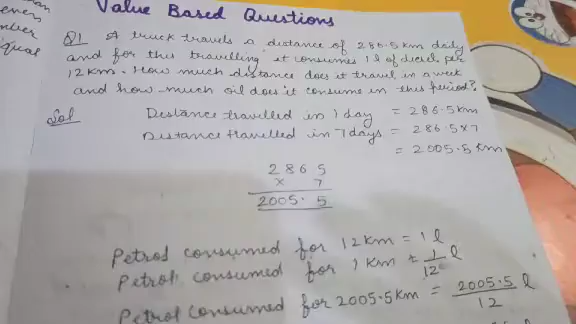 Value Based Questions
Q1 A truck travels a distance of 286.5 km daily
and for this travelling it consumes 1 l of diesel per
12 km. How much distance does it travel in a week
and how much oil does it consume in this period?
Sol Distance travelled in 1 day = 286.5 km
Distance travelled in 7 days = 286.5 x 7
= 2005.5 km
2865
x 7
2005.5
Petrol consumed for 12 km = 1 l
Petrol consumed for 1 km = 1/12 l
Petrol consumed for 2005.5 km = 2005.5/12 l